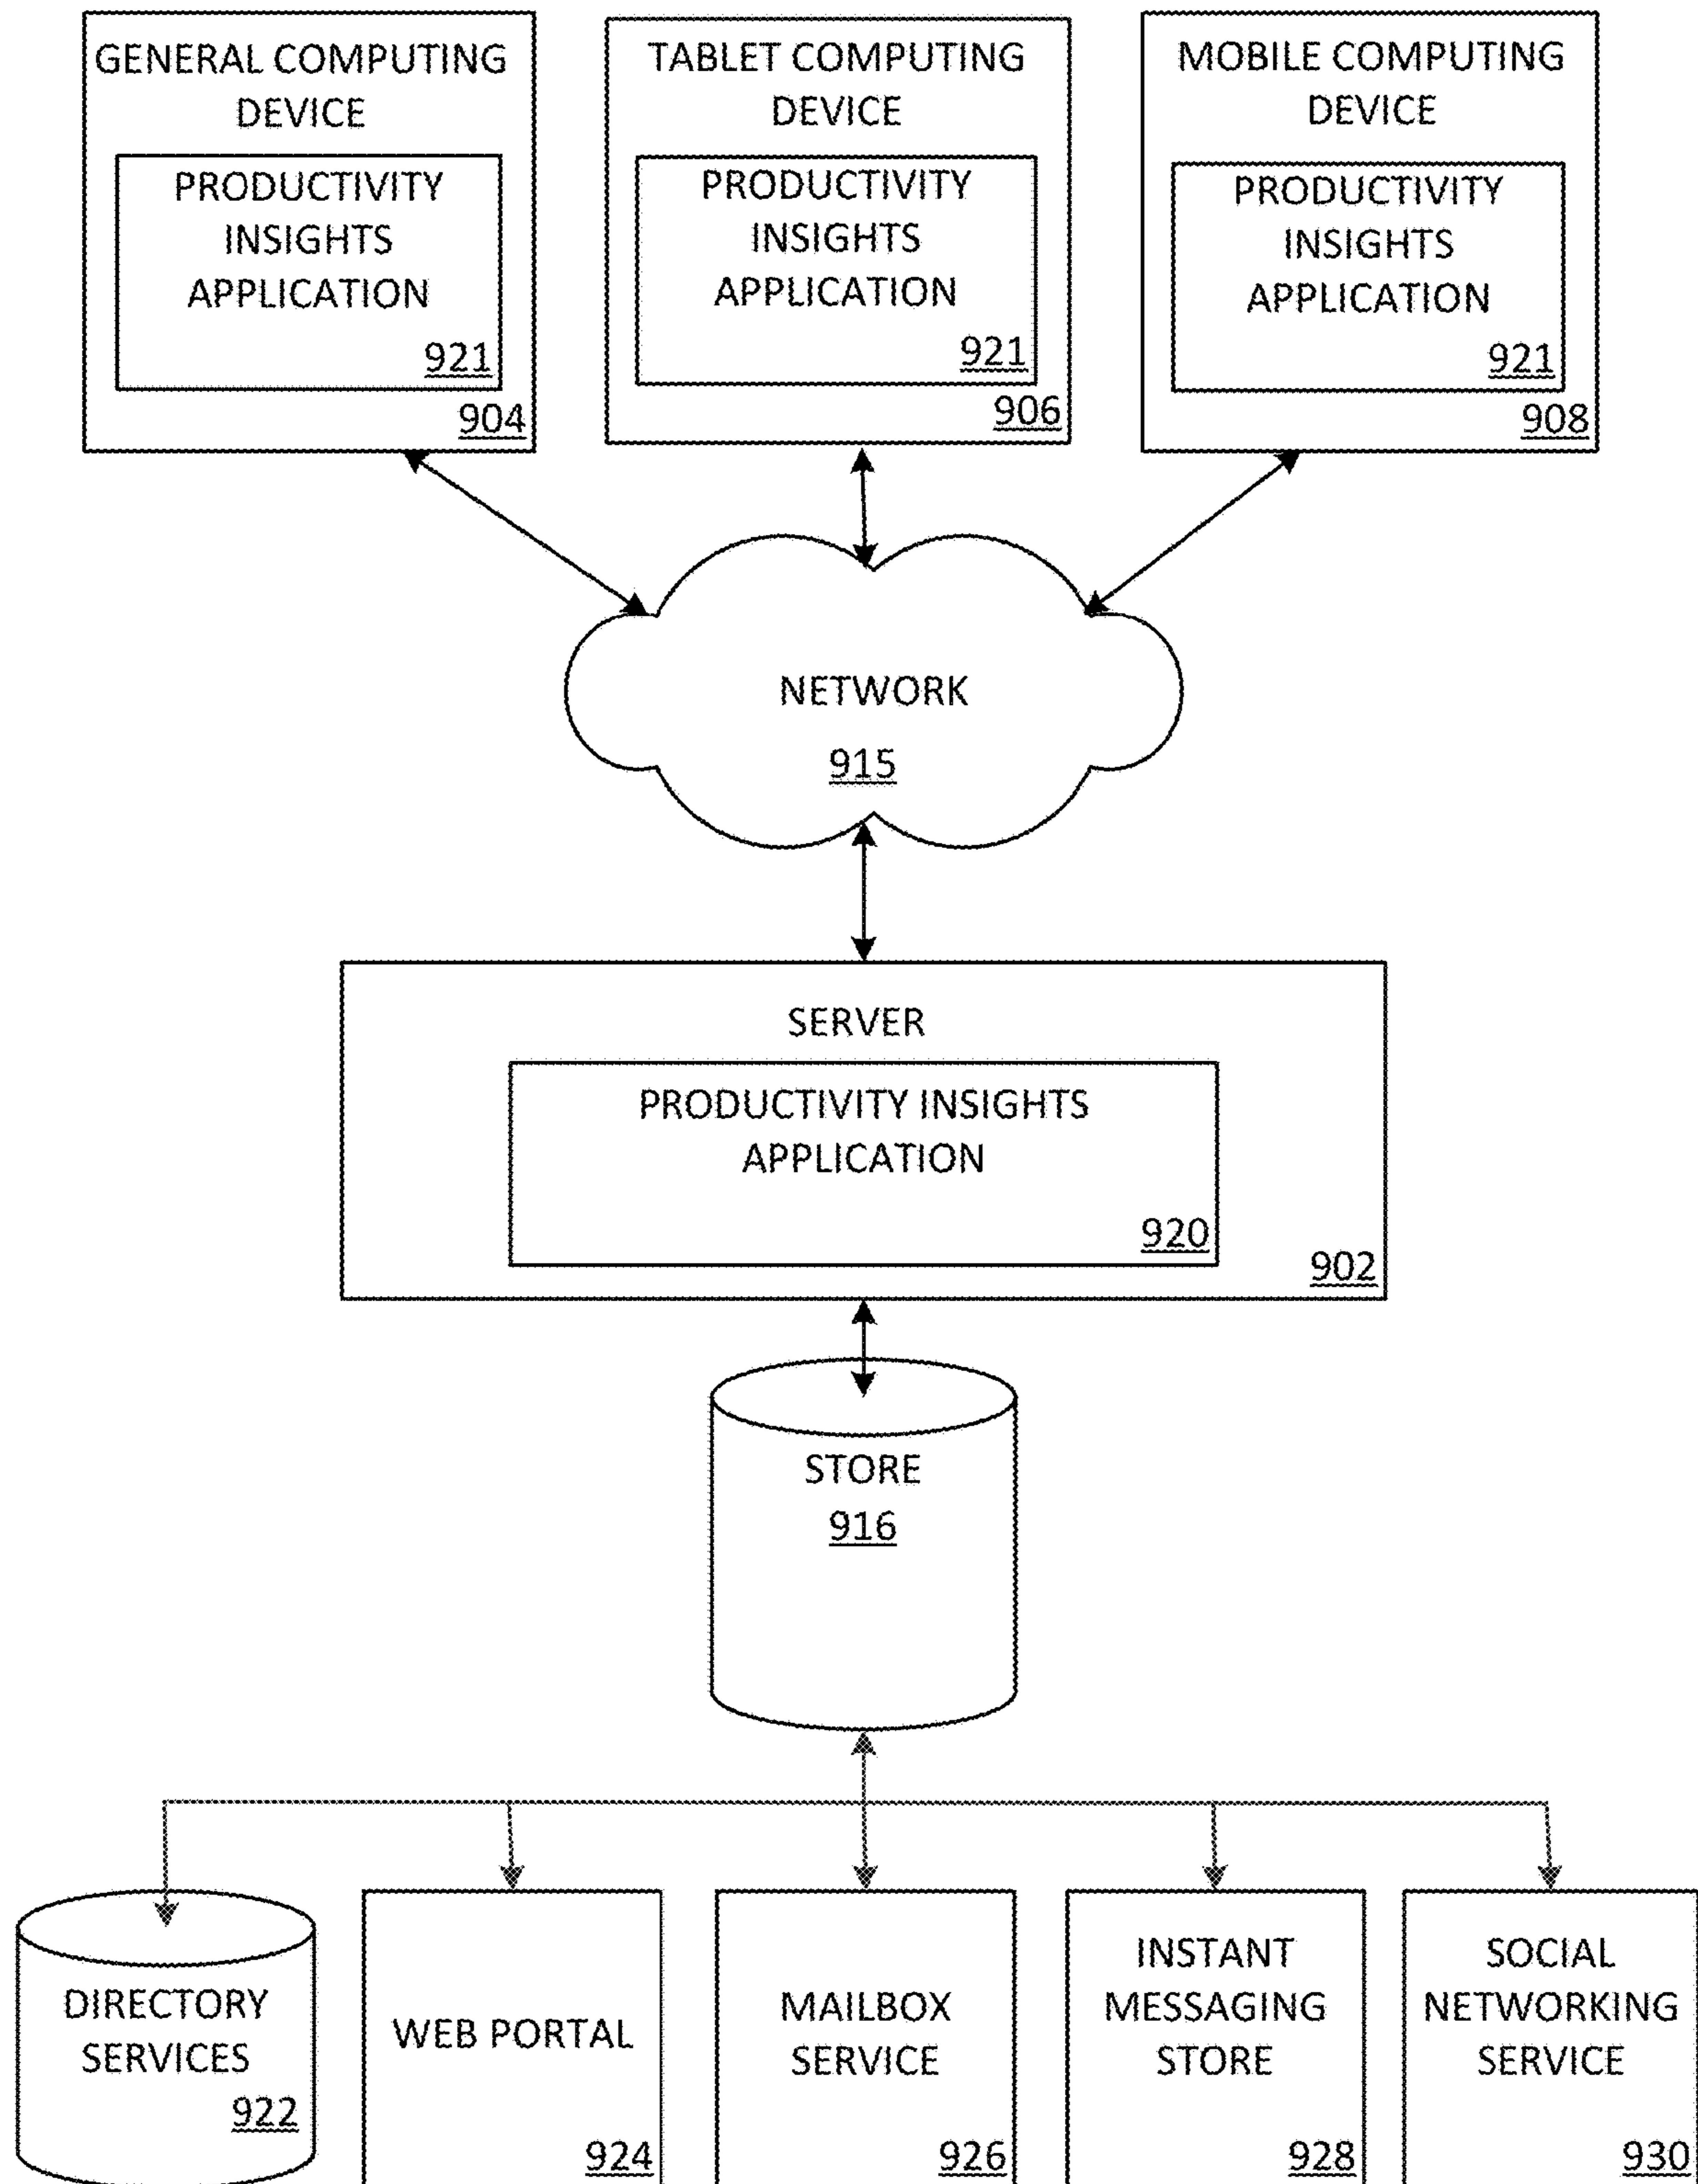 GENERAL COMPUTING
DEVICE
PRODUCTIVITY
INSIGHTS
APPLICATION
921
904
TABLET COMPUTING
DEVICE
PRODUCTIVITY
INSIGHTS
APPLICATION
921
906
MOBILE COMPUTING
DEVICE
PRODUCTIVITY
INSIGHTS
APPLICATION
921
908
NETWORK
915
SERVER
PRODUCTIVITY INSIGHTS
APPLICATION
920
902
STORE
916
DIRECTORY
SERVICES
922
WEB PORTAL
924
MAILBOX
SERVICE
926
INSTANT
MESSAGING
STORE
928
SOCIAL
NETWORKING
SERVICE
930